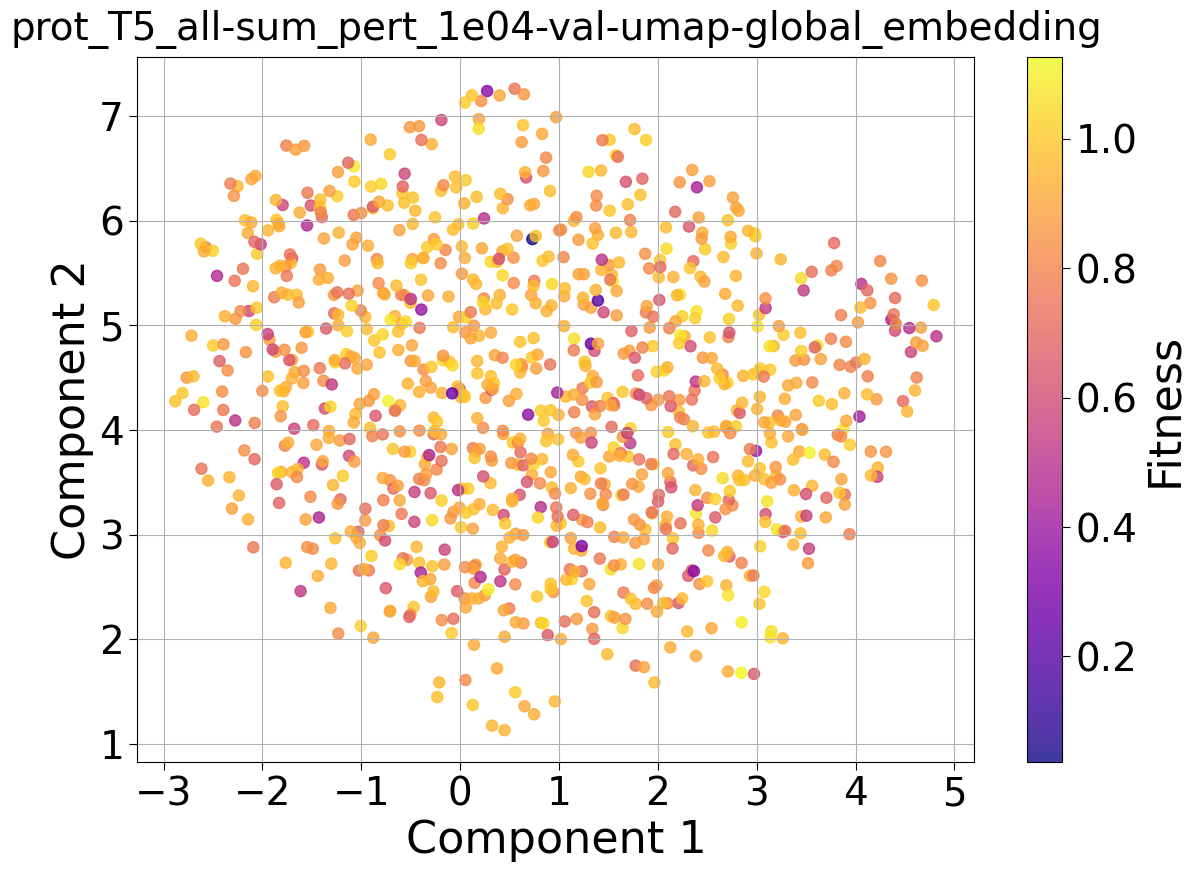 prot_T5_all-sum_pert_1e04-val-umap-global_embedding
7
6
5
4
3
2
1
Component 2
−3 −2 −1 0 1 2 3 4 5
Component 1
1.0
0.8
0.6
0.4
0.2
Fitness